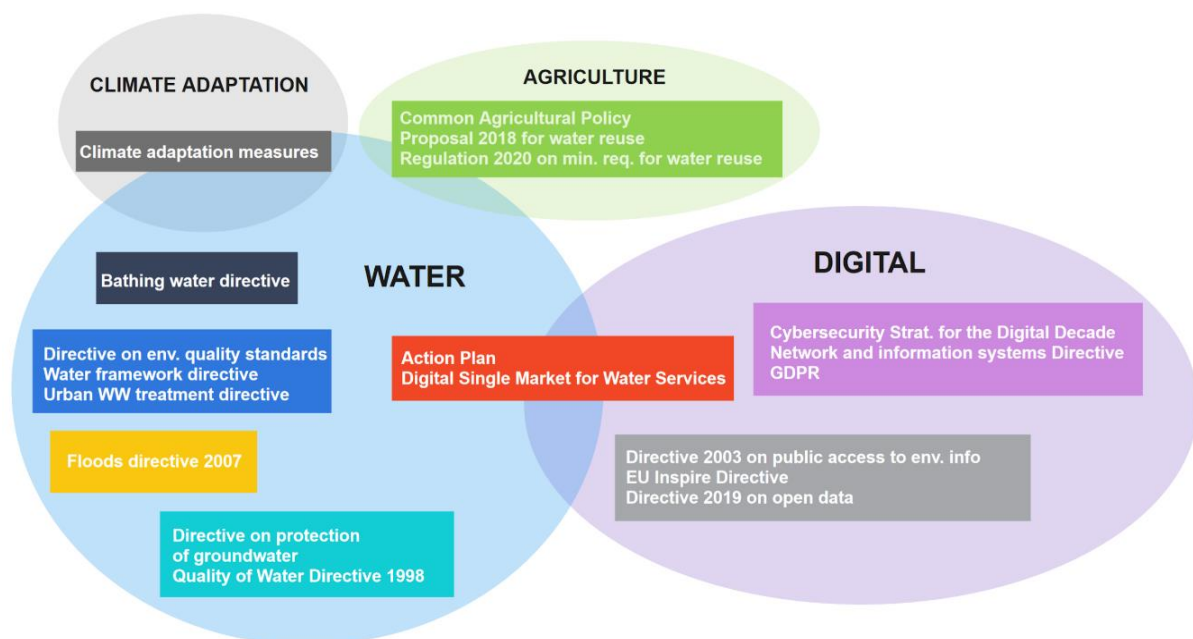 CLIMATE ADAPTATION
Climate adaptation measures
AGRICULTURE
Common Agricultural Policy
Proposal 2018 for water reuse
Regulation 2020 on min. req. for water reuse
WATER
Bathing water directive
Directive on env. quality standards
Water framework directive
Urban WW treatment directive
Floods directive 2007
Directive on protection
of groundwater
Quality of Water Directive 1998
Action Plan
Digital Single Market for Water Services
DIGITAL
Cybersecurity Strat. for the Digital Decade
Network and information systems Directive
GDPR
Directive 2003 on public access to env. info
EU Inspire Directive
Directive 2019 on open data